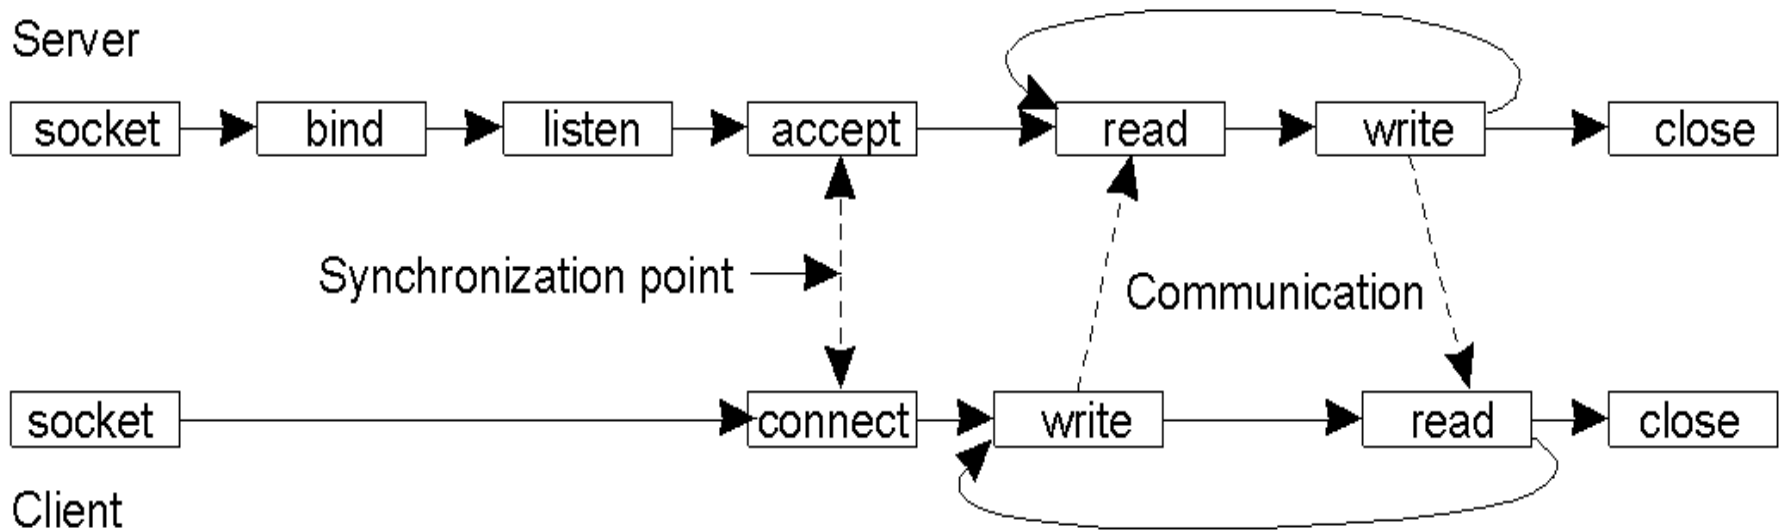 Server
socket bind listen accept read write close
Synchronization point
Communication
socket connect write read close
Client